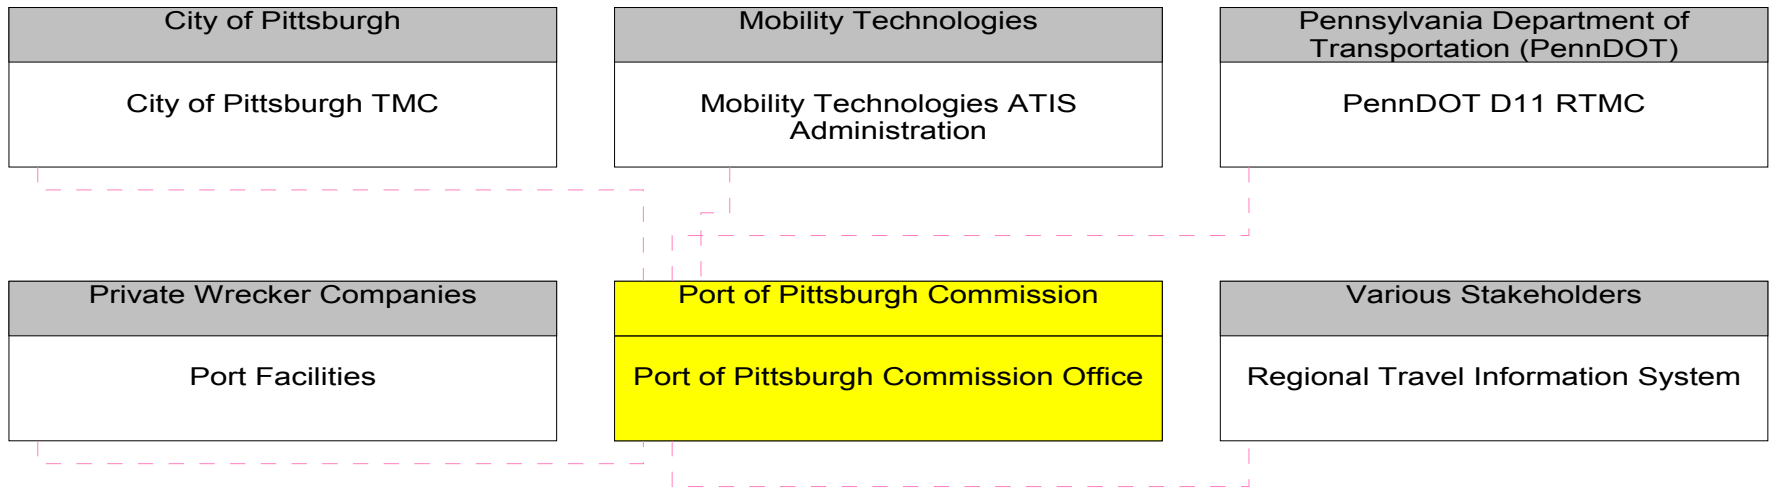 City of Pittsburgh
City of Pittsburgh TMC
Mobility Technologies
Mobility Technologies ATIS
Administration
Pennsylvania Department of
Transportation (PennDOT)
PennDOT D11 RTMC
Private Wrecker Companies
Port Facilities
Port of Pittsburgh Commission
Port of Pittsburgh Commission Office
Various Stakeholders
Regional Travel Information System